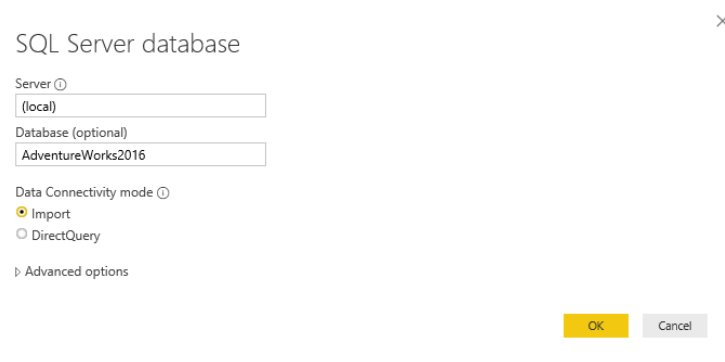 SQL Server database
Server
(local)
Database (optional)
AdventureWorks2016
Data Connectivity mode
Import
DirectQuery
Advanced options
OK Cancel